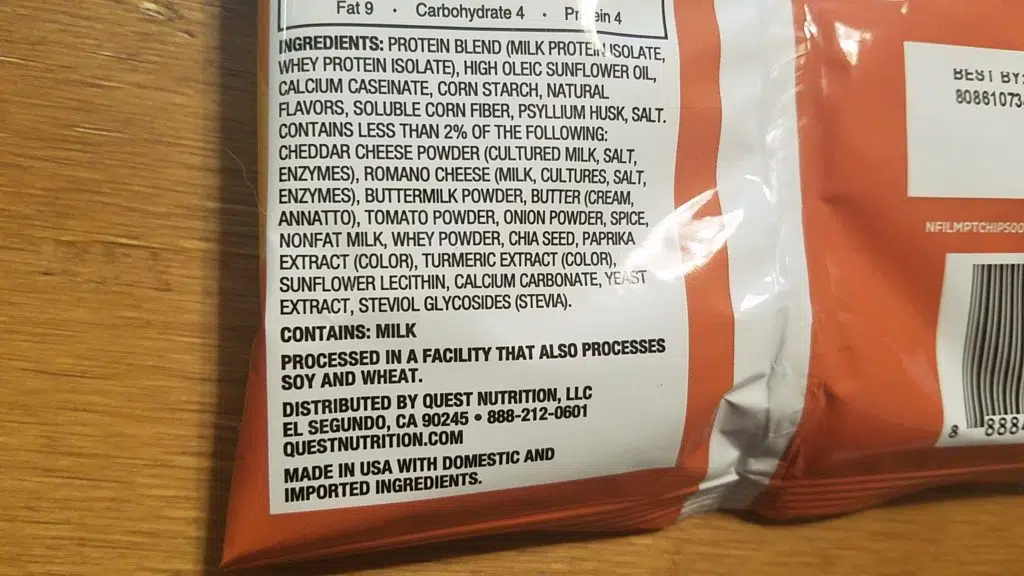 Fat 9 • Carbohydrate 4 • Protein 4
INGREDIENTS: PROTEIN BLEND (MILK PROTEIN ISOLATE,
WHEY PROTEIN ISOLATE), HIGH OLEIC SUNFLOWER OIL,
CALCIUM CASEINATE, CORN STARCH, NATURAL
FLAVORS, SOLUBLE CORN FIBER, PSYLLIUM HUSK, SALT.
CONTAINS LESS THAN 2% OF THE FOLLOWING:
CHEDDAR CHEESE POWDER (CULTURED MILK, SALT,
ENZYMES), ROMANO CHEESE (MILK, CULTURES, SALT,
ENZYMES), BUTTERMILK POWDER, BUTTER (CREAM,
ANNATTO), TOMATO POWDER, ONION POWDER, SPICE,
NONFAT MILK, WHEY POWDER, CHIA SEED, PAPRIKA
EXTRACT (COLOR), TURMERIC EXTRACT (COLOR),
SUNFLOWER LECITHIN, CALCIUM CARBONATE, YEAST
EXTRACT, STEVIOL GLYCOSIDES (STEVIA).
CONTAINS: MILK
PROCESSED IN A FACILITY THAT ALSO PROCESSES
SOY AND WHEAT.
DISTRIBUTED BY QUEST NUTRITION, LLC
EL SEGUNDO, CA 90245 • 888-212-0601
QUESTNUTRITION.COM
MADE IN USA WITH DOMESTIC AND
IMPORTED INGREDIENTS.
BEST BY:
80861073
NFILMPTCHIPS00
8 8884